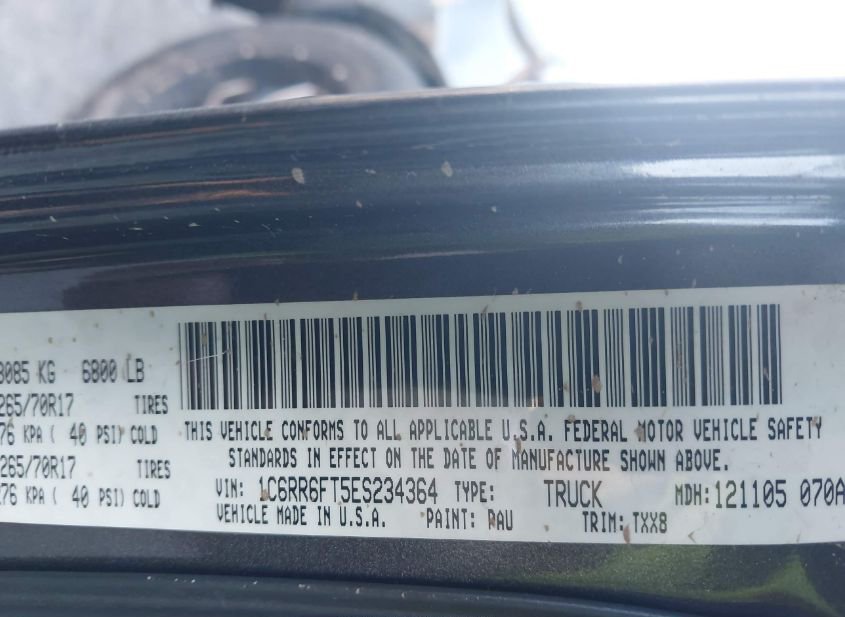 3085 KG 6800 LB
265/70R17 TIRES
76 KPA ( 40 PSI) COLD
265/70R17 TIRES
276 KPA ( 40 PSI) COLD
THIS VEHICLE CONFORMS TO ALL APPLICABLE U.S.A. FEDERAL MOTOR VEHICLE SAFETY
STANDARDS IN EFFECT ON THE DATE OF MANUFACTURE SHOWN ABOVE.
VIN: 1C6RR6FT5ES234364 TYPE: TRUCK MDH: 121105 070A
VEHICLE MADE IN U.S.A. PAINT: PAU TRIM: TXX8